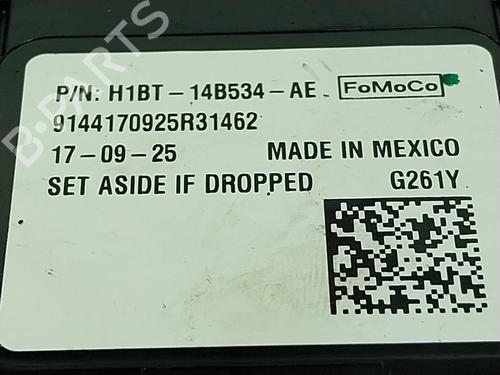 B-PARTS
P/N: H1BT-14B534-AE FoMoCo
9144170925R31462
17-09-25 MADE IN MEXICO
SET ASIDE IF DROPPED G261Y